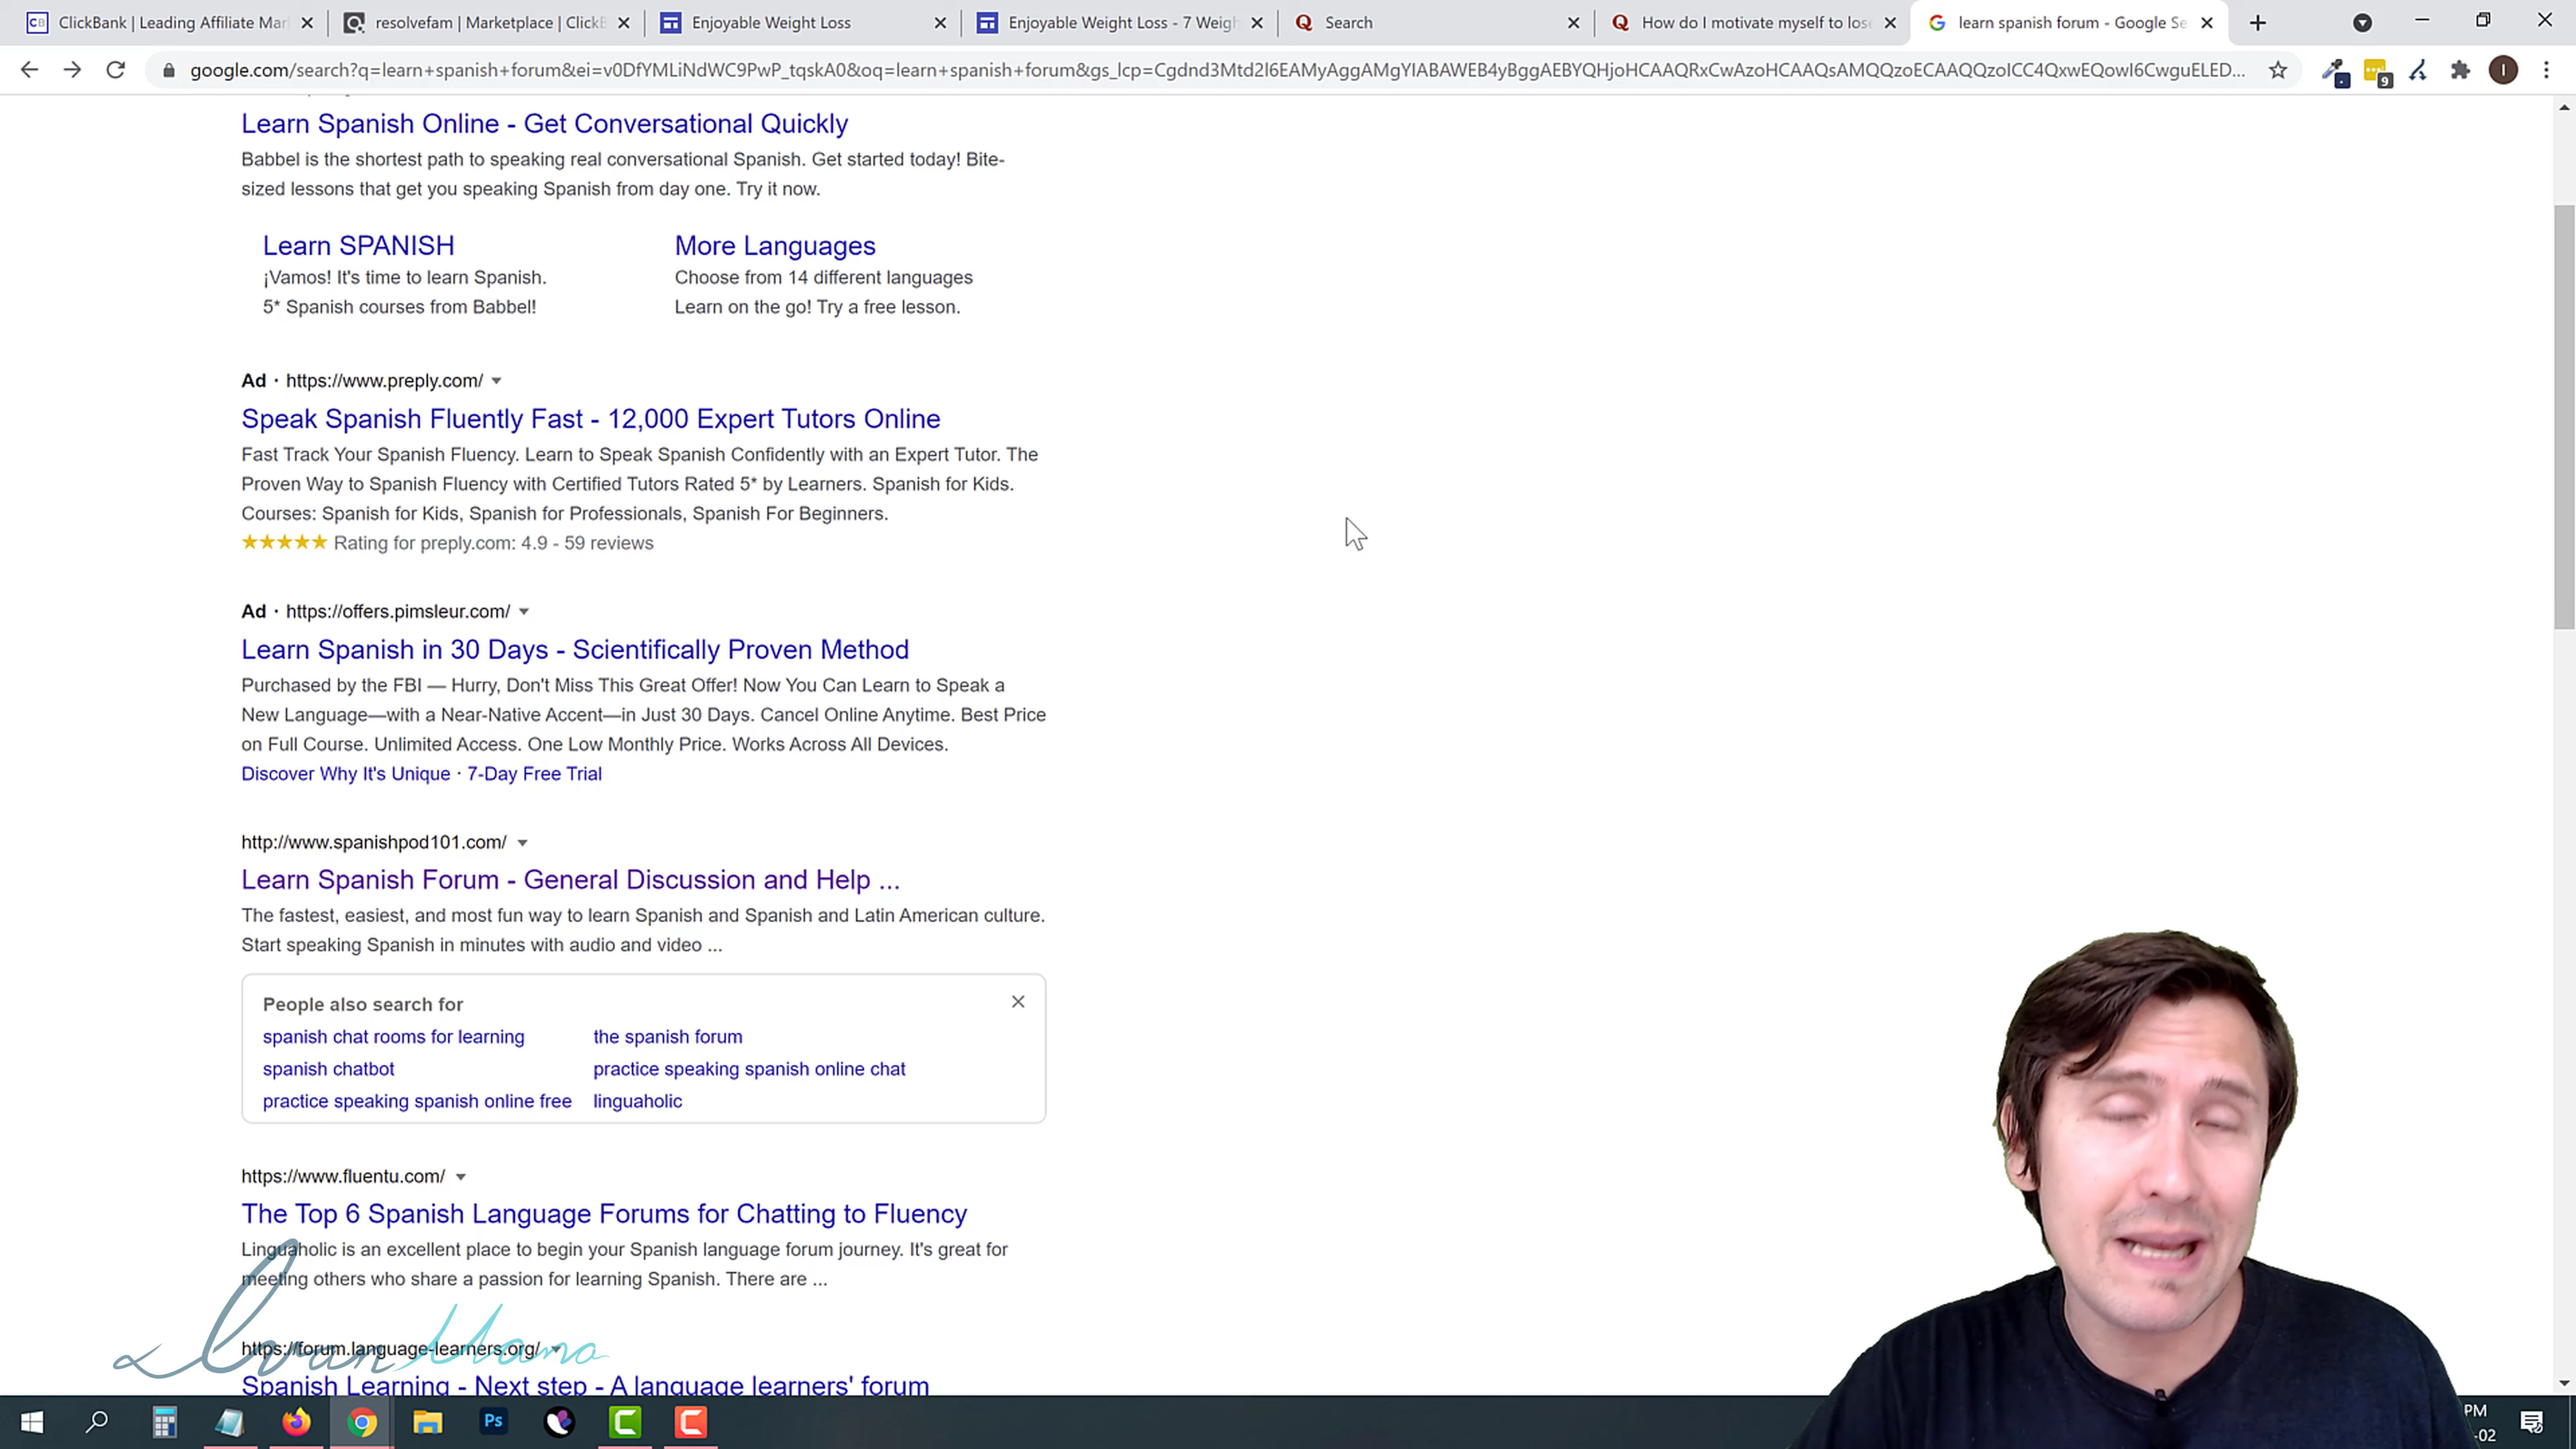 ClickBank | Leading Affiliate Mar
resolvefam | Marketplace | ClickB
Enjoyable Weight Loss
Enjoyable Weight Loss - 7 Weigh
Search
How do I motivate myself to lose
learn spanish forum - Google Se
Learn Spanish Online - Get Conversational Quickly
Babbel is the shortest path to speaking real conversational Spanish. Get started today! Bite-
sized lessons that get you speaking Spanish from day one. Try it now.
Learn SPANISH
¡Vamos! It's time to learn Spanish.
5* Spanish courses from Babbel!
More Languages
Choose from 14 different languages
Learn on the go! Try a free lesson.
Ad · https://www.preply.com/
Speak Spanish Fluently Fast - 12,000 Expert Tutors Online
Fast Track Your Spanish Fluency. Learn to Speak Spanish Confidently with an Expert Tutor. The
Proven Way to Spanish Fluency with Certified Tutors Rated 5* by Learners. Spanish for Kids.
Courses: Spanish for Kids, Spanish for Professionals, Spanish For Beginners.
★★★★★ Rating for preply.com: 4.9 - 59 reviews
Ad · https://offers.pimsleur.com/
Learn Spanish in 30 Days - Scientifically Proven Method
Purchased by the FBI — Hurry, Don't Miss This Great Offer! Now You Can Learn to Speak a
New Language—with a Near-Native Accent—in Just 30 Days. Cancel Online Anytime. Best Price
on Full Course. Unlimited Access. One Low Monthly Price. Works Across All Devices.
Discover Why It's Unique · 7-Day Free Trial
http://www.spanishpod101.com/
Learn Spanish Forum - General Discussion and Help ...
The fastest, easiest, and most fun way to learn Spanish and Spanish and Latin American culture.
Start speaking Spanish in minutes with audio and video ...
People also search for
spanish chat rooms for learning
the spanish forum
spanish chatbot
practice speaking spanish online chat
practice speaking spanish online free
linguaholic
https://www.fluentu.com/
The Top 6 Spanish Language Forums for Chatting to Fluency
Linguaholic is an excellent place to begin your Spanish language forum journey. It's great for
meeting others who share a passion for learning Spanish. There are ...
https://forum.language-learners.org/
Spanish Learning - Next step - A language learners' forum
Ivan Mana
Ps
PM
-02